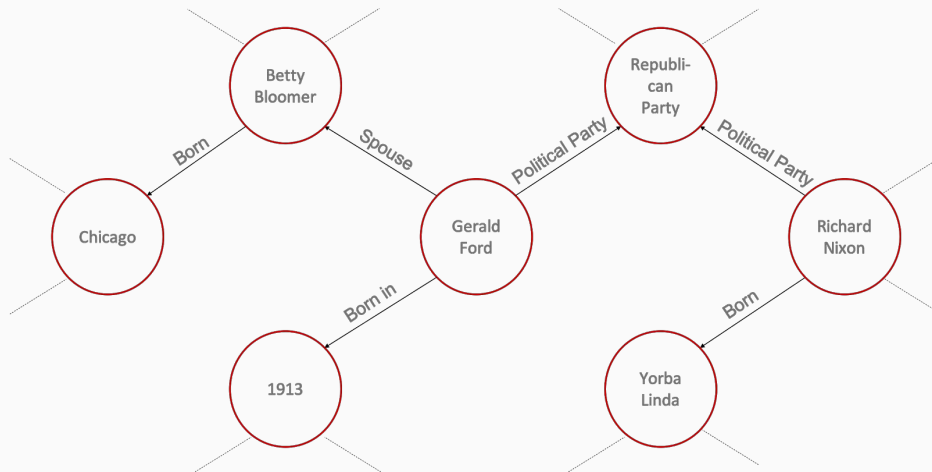 Betty
Bloomer
Republi-
can
Party
Born
Spouse
Political Party
Political Party
Chicago
Gerald
Ford
Richard
Nixon
Born in
Born
1913
Yorba
Linda